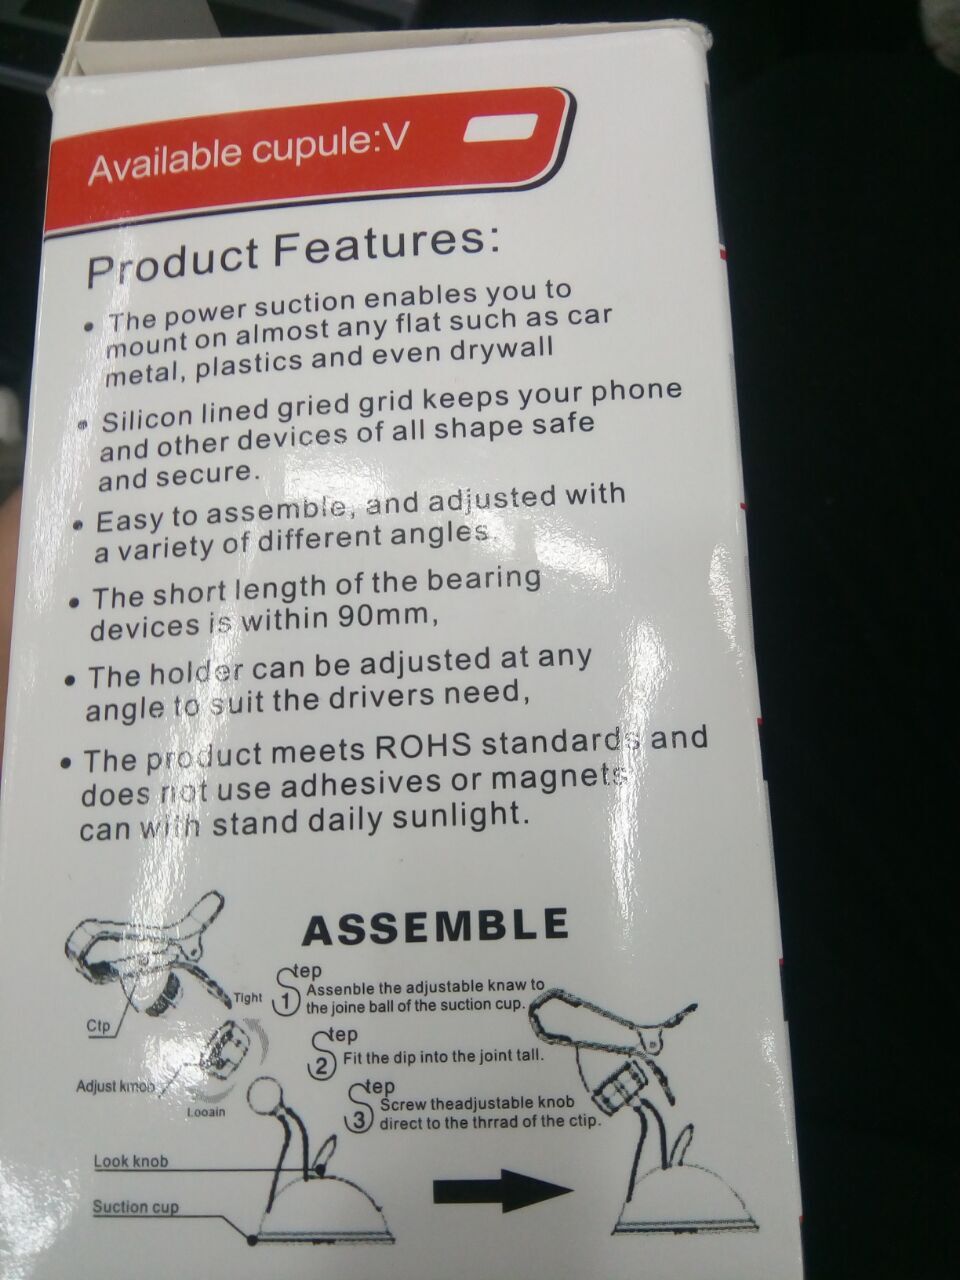 Available cupule:V
Product Features:
• The power suction enables you to
mount on almost any flat such as car
metal, plastics and even drywall
• Silicon lined gried grid keeps your phone
and other devices of all shape safe
and secure.
• Easy to assemble, and adjusted with
a variety of different angles.
• The short length of the bearing
devices is within 90mm,
• The holder can be adjusted at any
angle to suit the drivers need,
• The product meets ROHS standards and
does not use adhesives or magnets
can with stand daily sunlight.
ASSEMBLE
Step 1
Assenble the adjustable knaw to
the joine ball of the suction cup.
Tight
Ctp
Step 2
Fit the dip into the joint tall.
Adjust kmob
Looain
Step 3
Screw theadjustable knob
direct to the thrrad of the ctip.
Look knob
Suction cup